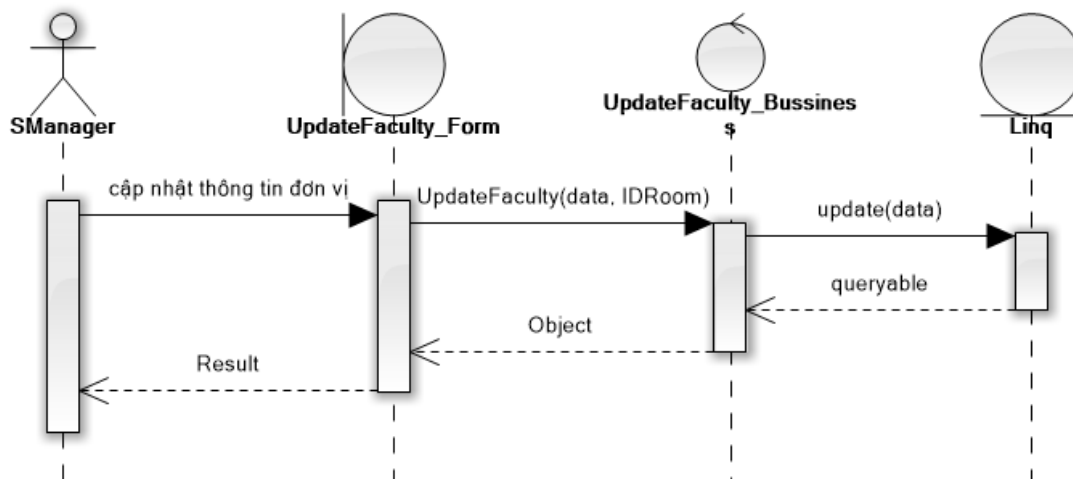 SManager
UpdateFaculty_Form
UpdateFaculty_Bussines
s
Linq
cập nhật thông tin đơn vị
UpdateFaculty(data, IDRoom)
update(data)
queryable
Object
Result